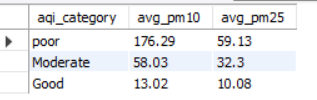 aqi_category avg_pm10 avg_pm25
poor 176.29 59.13
Moderate 58.03 32.3
Good 13.02 10.08